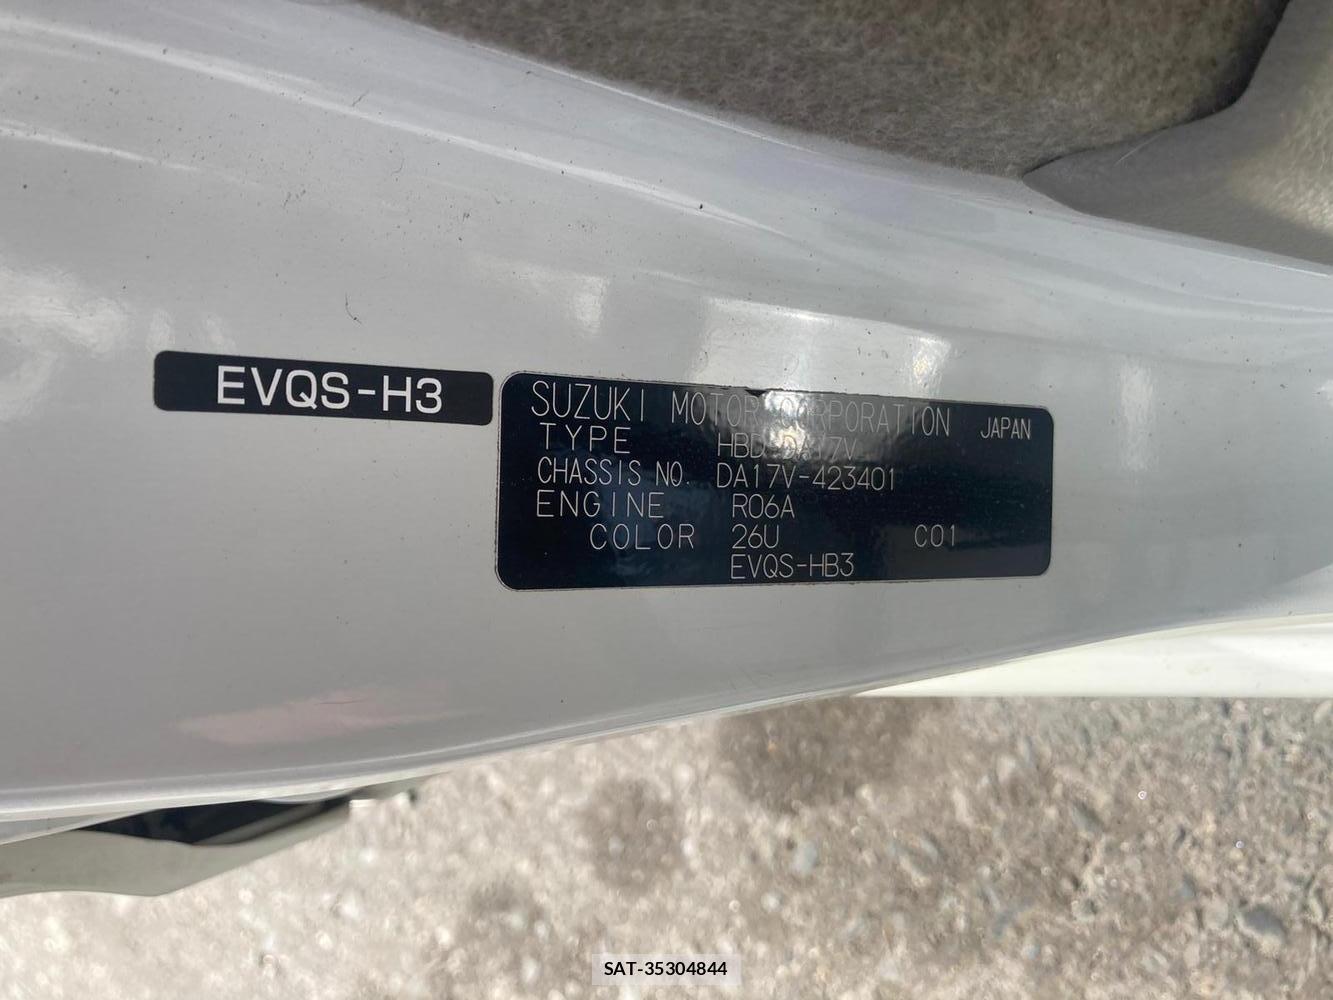 EVQS-H3
SUZUKI MOTOR CORPORATION JAPAN
TYPE HBD-DA17V
CHASSIS NO. DA17V-423401
ENGINE R06A
COLOR 26U C01
EVQS-HB3
SAT-35304844